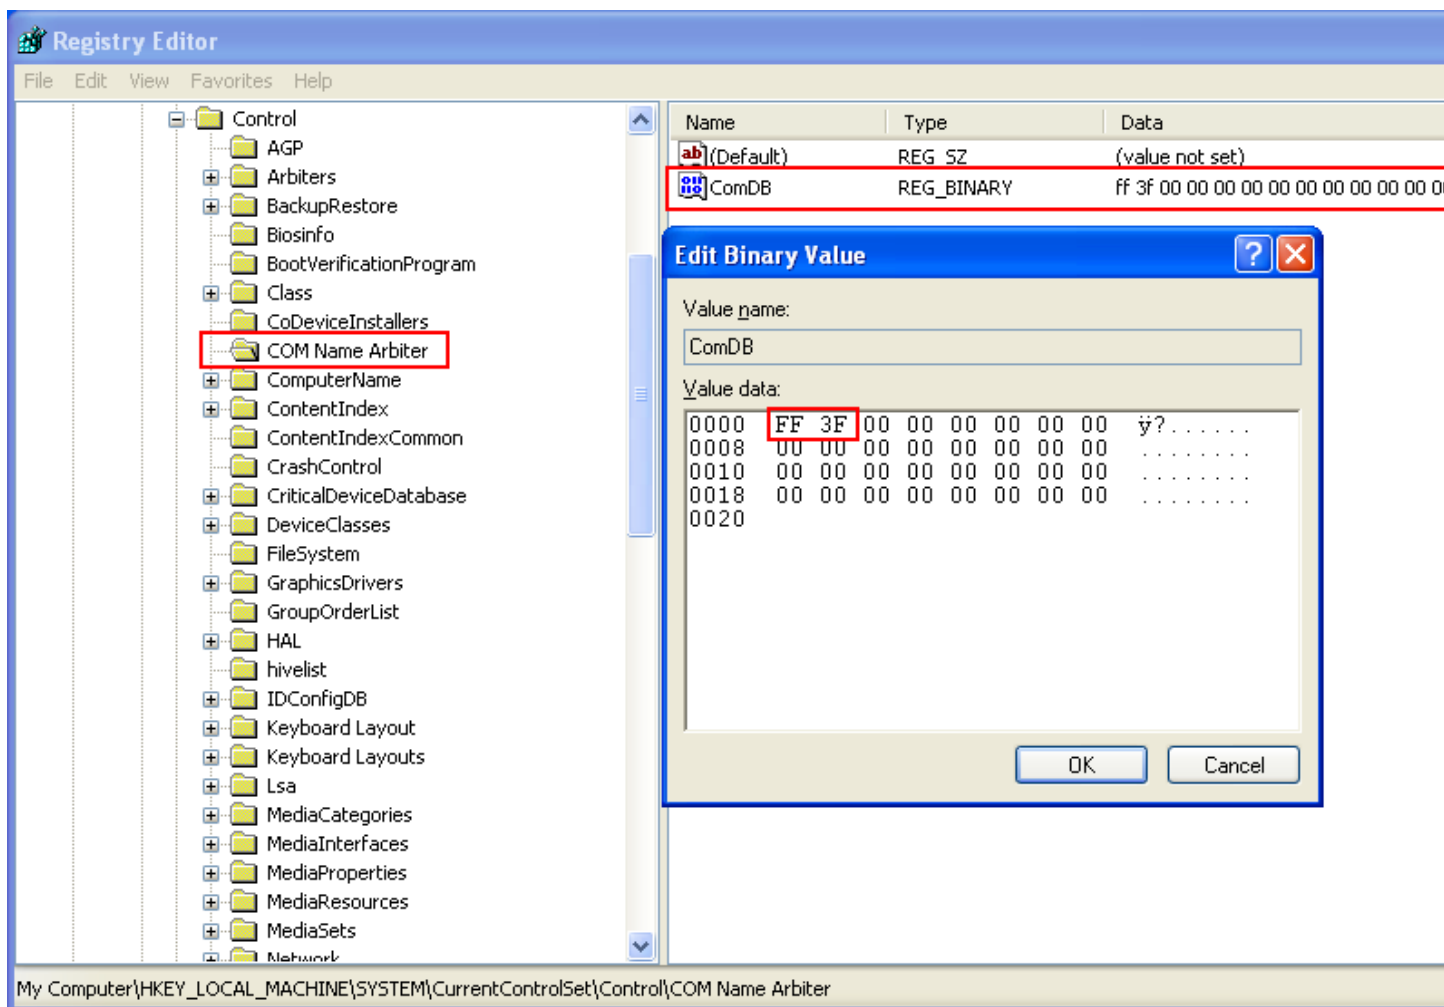 Registry Editor
File Edit View Favorites Help
Control
AGP
Arbiters
BackupRestore
Biosinfo
BootVerificationProgram
Class
CoDeviceInstallers
COM Name Arbiter
ComputerName
ContentIndex
ContentIndexCommon
CrashControl
CriticalDeviceDatabase
DeviceClasses
FileSystem
GraphicsDrivers
GroupOrderList
HAL
hivelist
IDConfigDB
Keyboard Layout
Keyboard Layouts
Lsa
MediaCategories
MediaInterfaces
MediaProperties
MediaResources
MediaSets
Network
Name Type Data
(Default) REG_SZ (value not set)
ComDB REG_BINARY ff 3f 00 00 00 00 00 00 00 00 00 00 00
Edit Binary Value
Value name:
ComDB
Value data:
0000 FF 3F 00 00 00 00 00 00 ÿ?......
0008 00 00 00 00 00 00 00 00 ........
0010 00 00 00 00 00 00 00 00 ........
0018 00 00 00 00 00 00 00 00 ........
0020
OK Cancel
My Computer\HKEY_LOCAL_MACHINE\SYSTEM\CurrentControlSet\Control\COM Name Arbiter